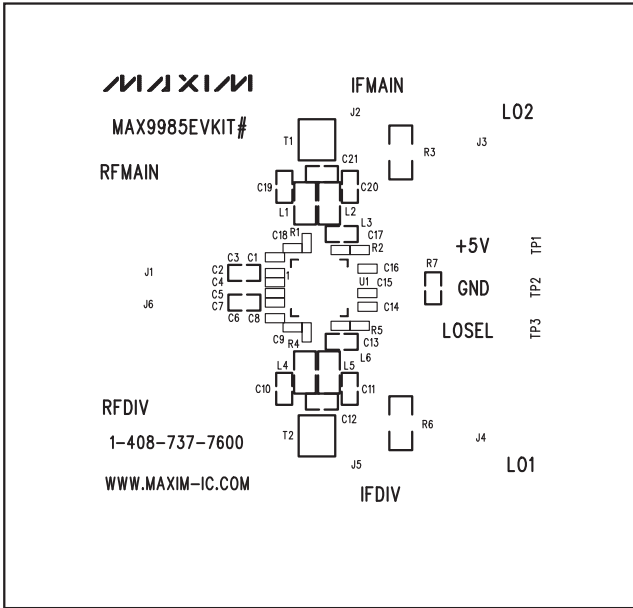 MAXIM
IFMAIN
LO2
J2
MAX9985EVKIT#
T1
R3
J3
RFMAIN
C21
C19
C20
L1
L2
L3
C18
R1
C17
R2
+5V
TP1
C3
C1
C16
R7
J1
C2
C4
1
U1
C15
GND
TP2
C5
C7
J6
C14
C6
C8
C9
R4
R5
C13
LOSEL
TP3
L6
L4
L5
C10
C11
RFDIV
C12
R6
1-408-737-7600
T2
J4
J5
LO1
WWW.MAXIM-IC.COM
IFDIV